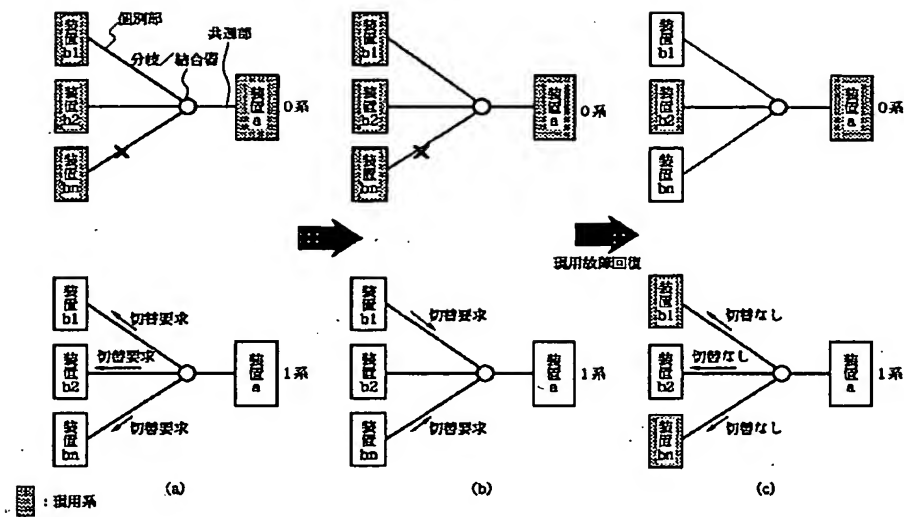 装置 b1
個別部
共通部
分岐/結合器
装置 b2
装置 a
0系
装置 bn
装置 b1
装置 b2
装置 a
0系
装置 bn
装置 b1
装置 b2
装置 a
0系
装置 bn
現用故障回復
装置 b1
切替要求
装置 b2
切替要求
装置 a
1系
装置 bn
切替要求
装置 b1
切替要求
装置 b2
装置 a
1系
装置 bn
切替要求
装置 b1
切替なし
装置 b2
切替なし
装置 a
1系
装置 bn
切替なし
(a)
(b)
(c)
:現用系